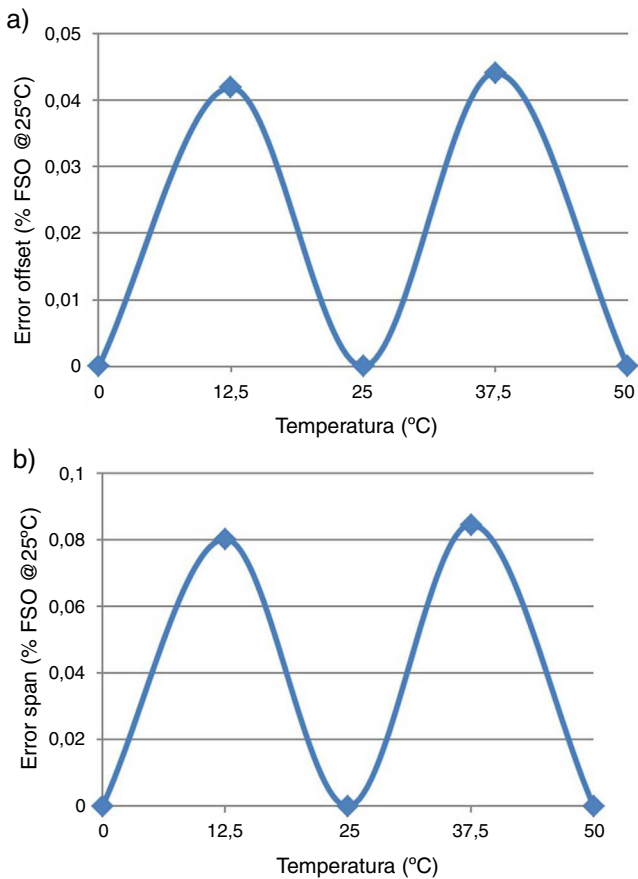 a)
Error offset (% FSO @25ºC)
0,05
0,04
0,03
0,02
0,01
0
0 12,5 25 37,5 50
Temperatura (ºC)
b)
Error span (% FSO @25ºC)
0,1
0,08
0,06
0,04
0,02
0
0 12,5 25 37,5 50
Temperatura (ºC)